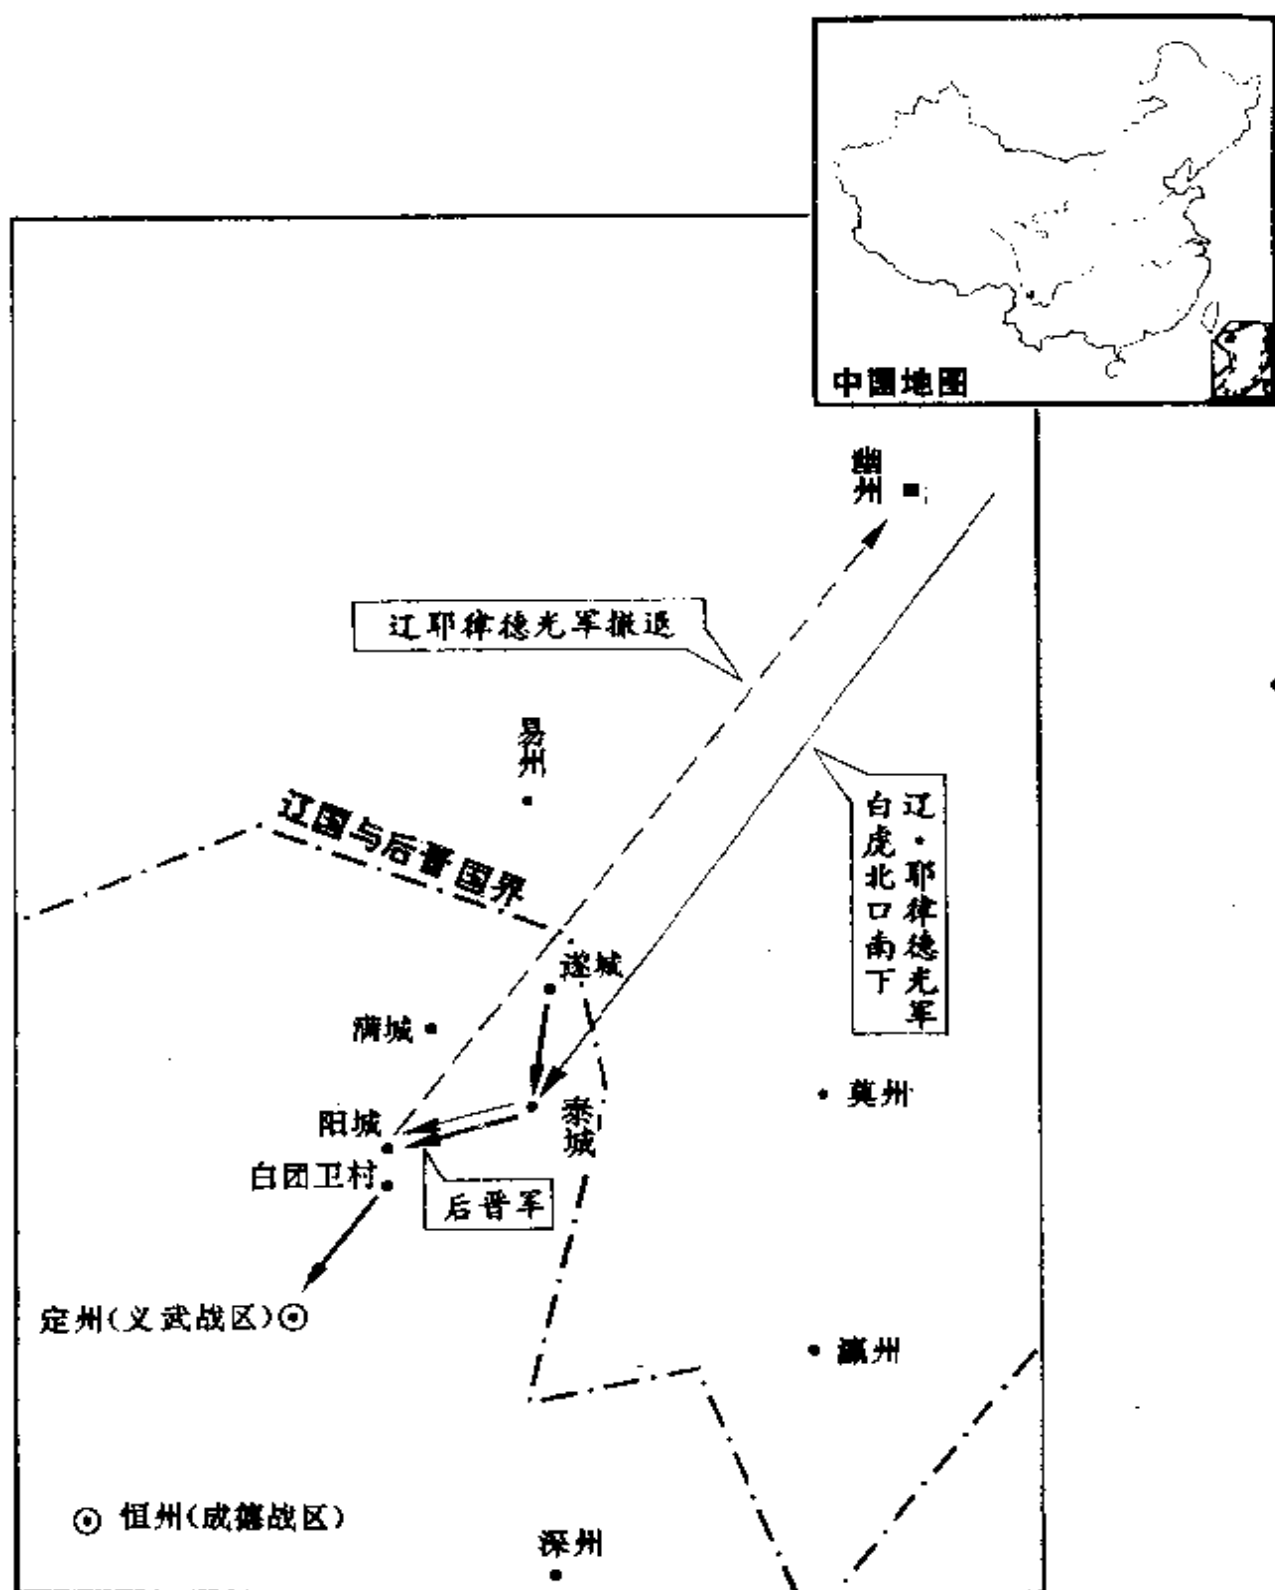 中国地图
幽州
辽耶律德光军撤退
易州
辽国与后晋国界
辽·耶律德光军
白虎北口南下
遂城
满城
莫州
泰城
阳城
白团卫村
后晋军
定州(义武战区)
瀛州
恒州(成德战区)
深州